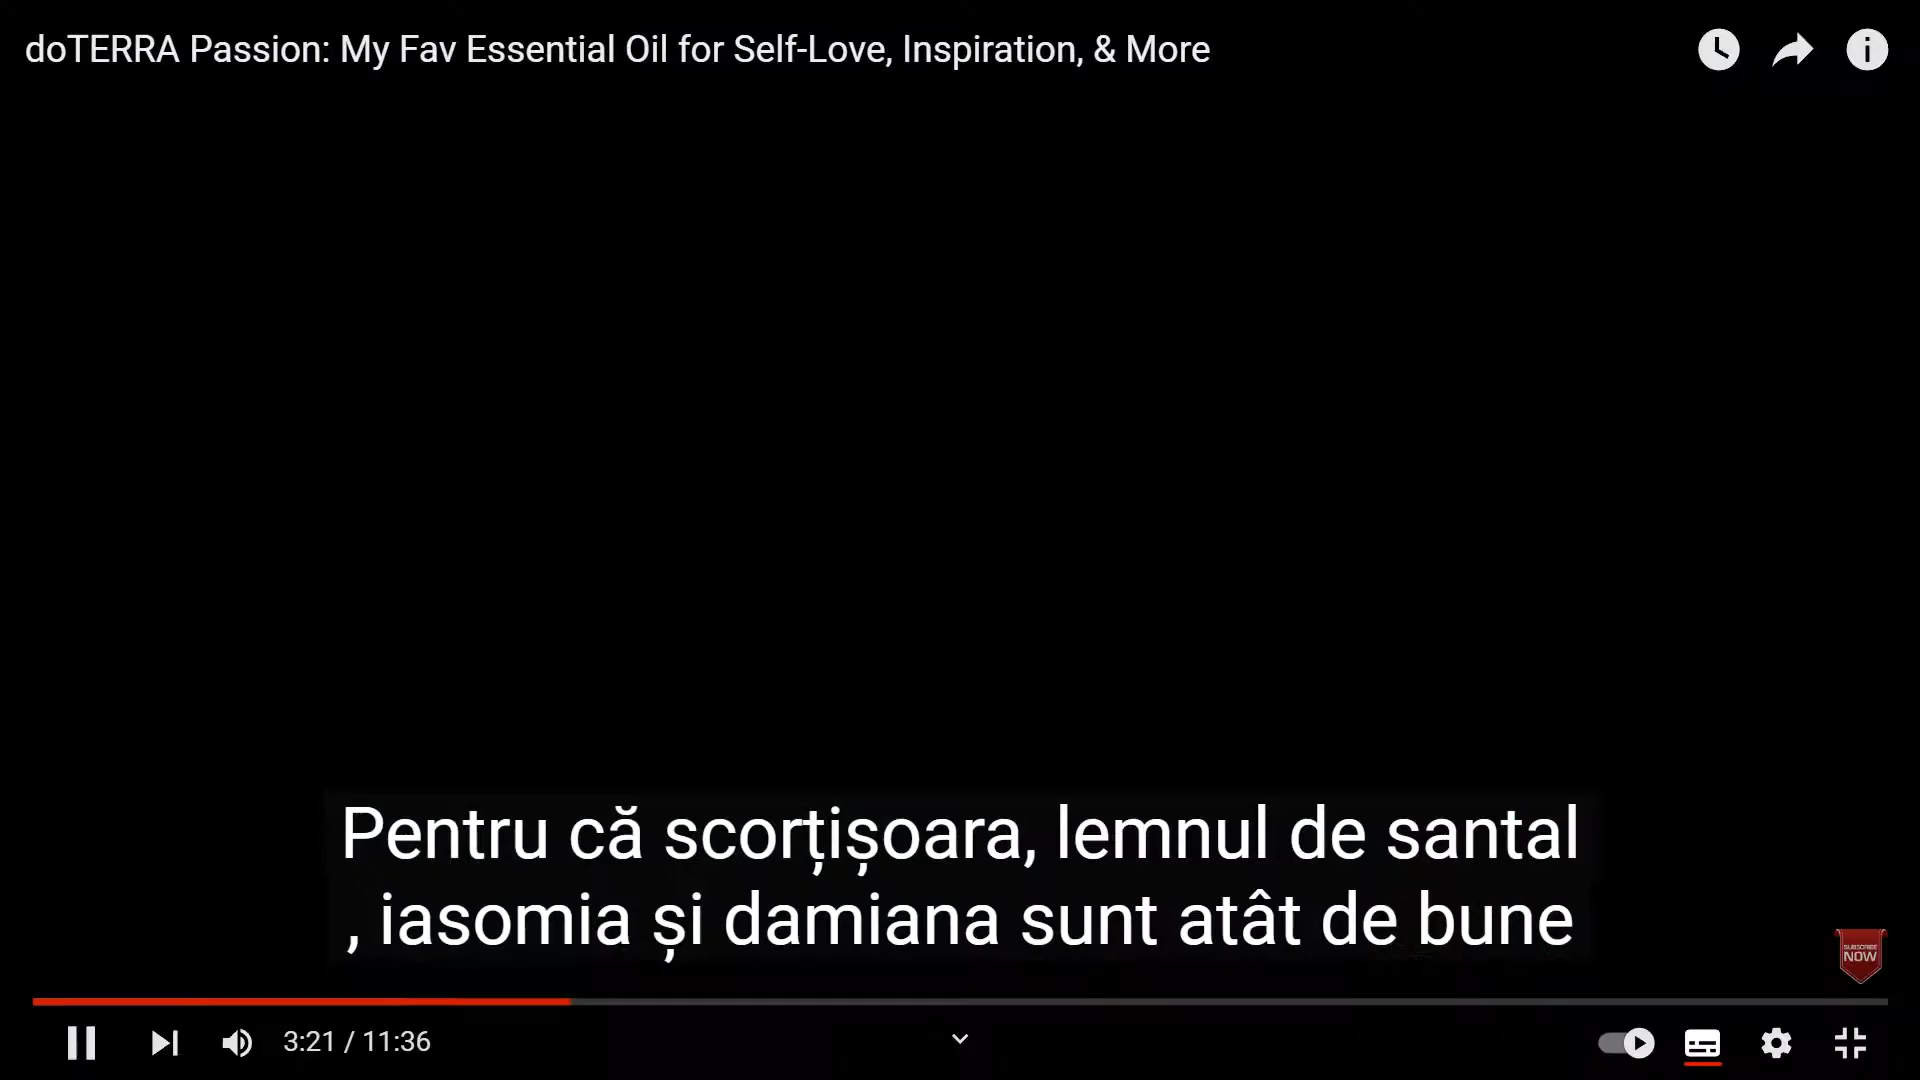 doTERRA Passion: My Fav Essential Oil for Self-Love, Inspiration, & More
Pentru că scorțișoara, lemnul de santal
, iasomia și damiana sunt atât de bune
SUBSCRIBE
NOW
3:21 / 11:36